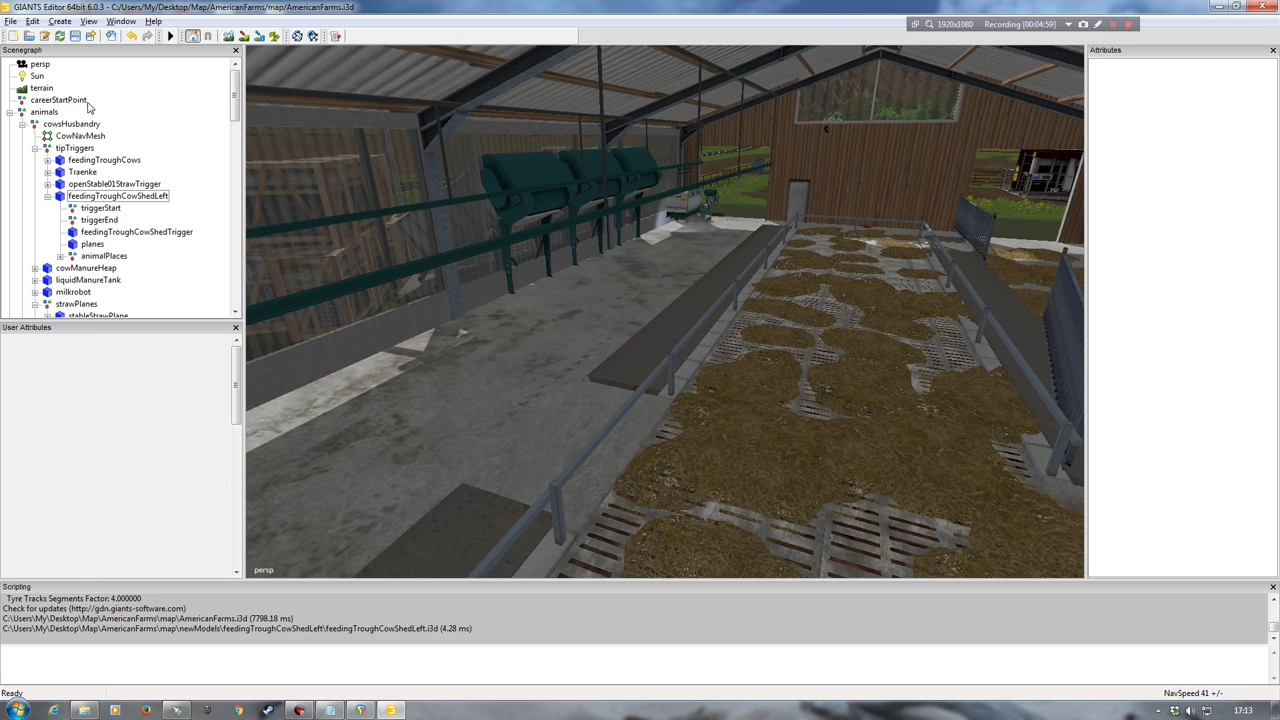 GIANTS Editor 64bit 6.0.3 - C:/Users/My/Desktop/Map/AmericanFarms/map/AmericanFarms.i3d
File Edit Create View Window Help
1920x1080 Recording [00:04:59]
Scenegraph
Attributes
persp
Sun
terrain
careerStartPoint
animals
cowsHusbandry
CowNavMesh
tipTriggers
feedingTroughCows
Traenke
openStable01StrawTrigger
feedingTroughCowShedLeft
triggerStart
triggerEnd
feedingTroughCowShedTrigger
planes
animalPlaces
cowManureHeap
liquidManureTank
milkrobot
strawPlanes
stableStrawPlane
User Attributes
persp
Scripting
Tyre Tracks Segments Factor: 4.000000
Check for updates (http://gdn.giants-software.com)
C:\Users\My\Desktop\Map\AmericanFarms\map\AmericanFarms.i3d (7798.18 ms)
C:\Users\My\Desktop\Map\AmericanFarms\map\newModels\feedingTroughCowShedLeft\feedingTroughCowShedLeft.i3d (4.28 ms)
Ready
NavSpeed 41 +/-
17:13